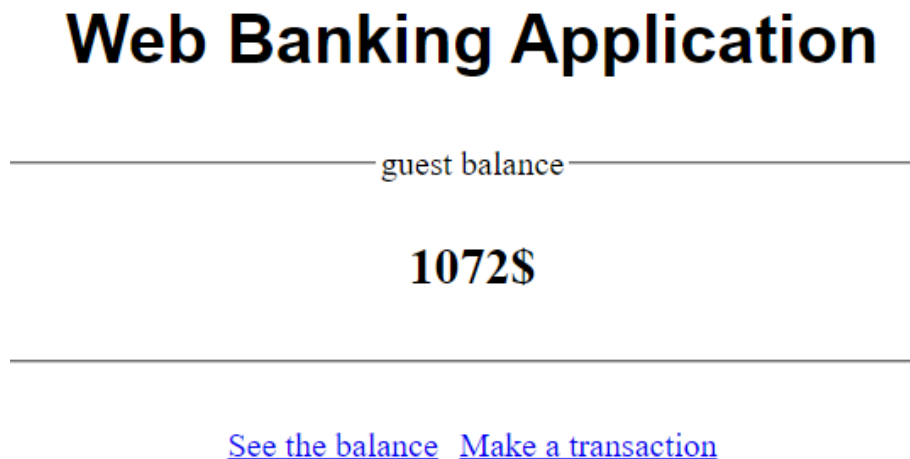 Web Banking Application
guest balance
1072$
See the balance Make a transaction